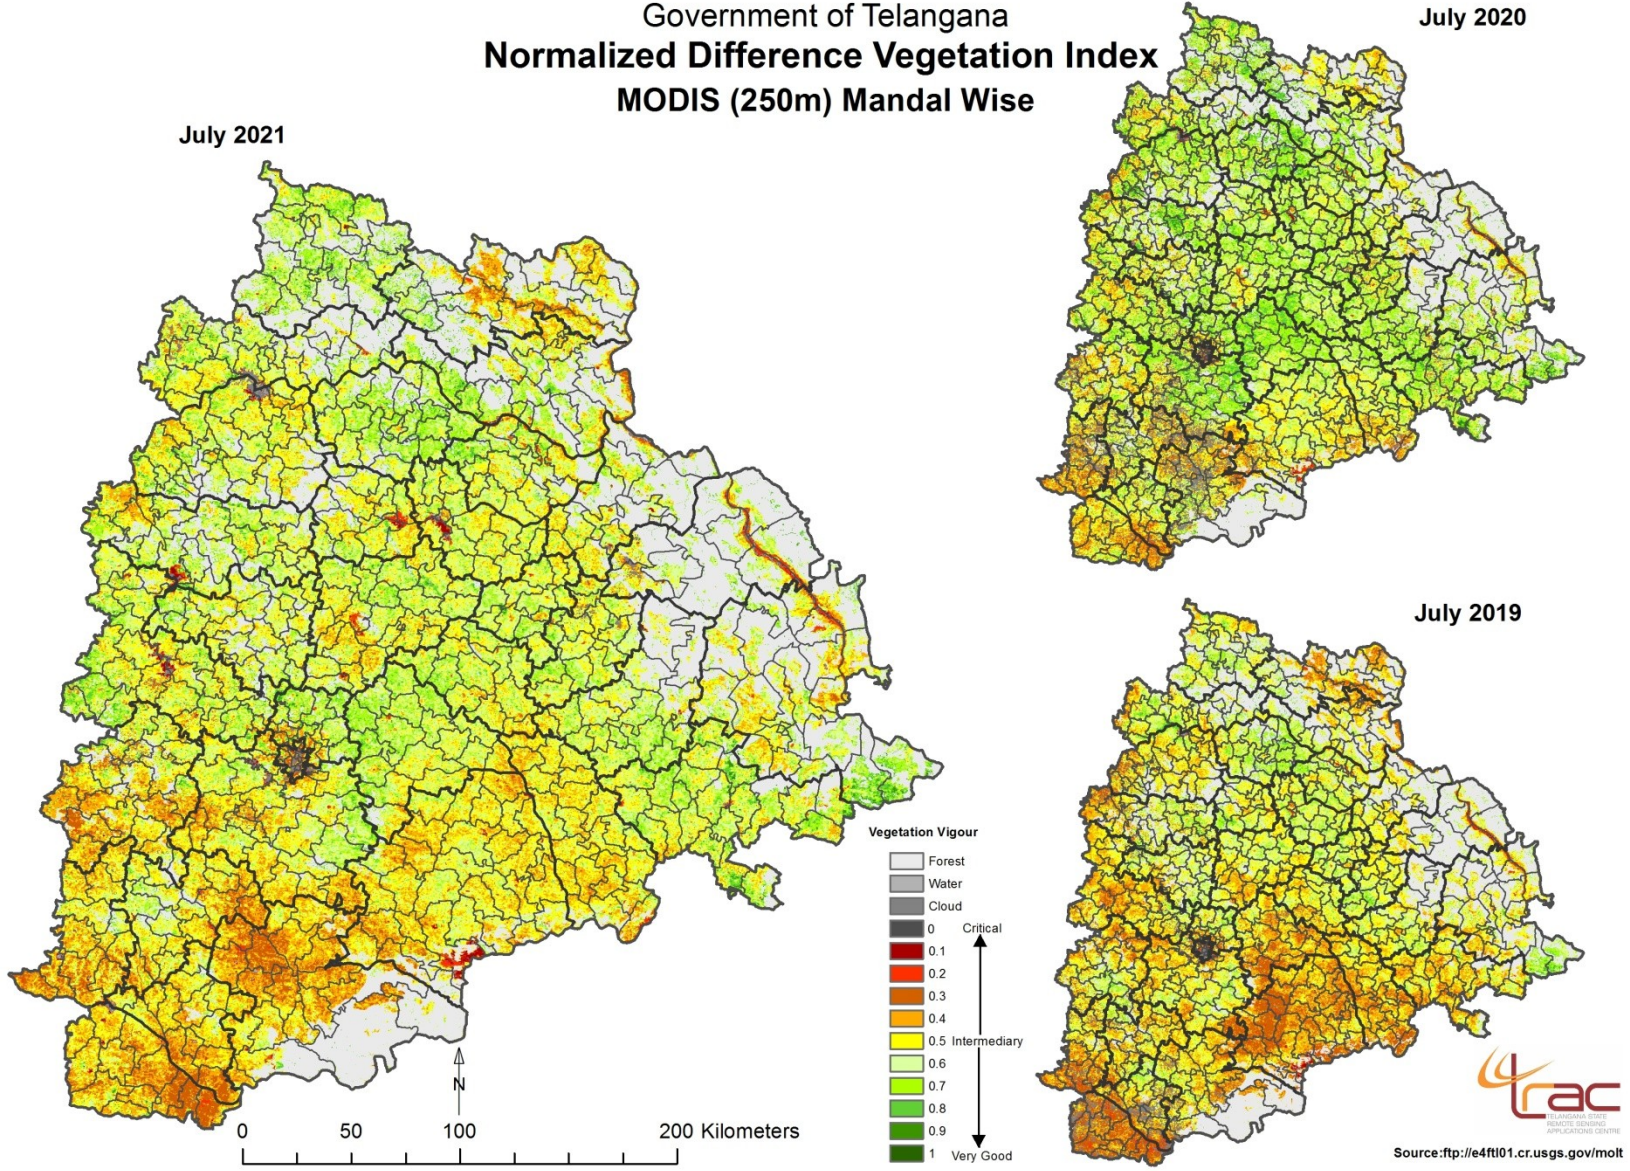 Government of Telangana
Normalized Difference Vegetation Index
MODIS (250m) Mandal Wise
July 2020
July 2021
July 2019
Vegetation Vigour
Forest
Water
Cloud
0 Critical
0.1
0.2
0.3
0.4
0.5 Intermediary
0.6
0.7
0.8
0.9
1 Very Good
N
0 50 100 200 Kilometers
trac
TELANGANA STATE
REMOTE SENSING
APPLICATIONS CENTRE
Source:ftp://e4ftl01.cr.usgs.gov/molt